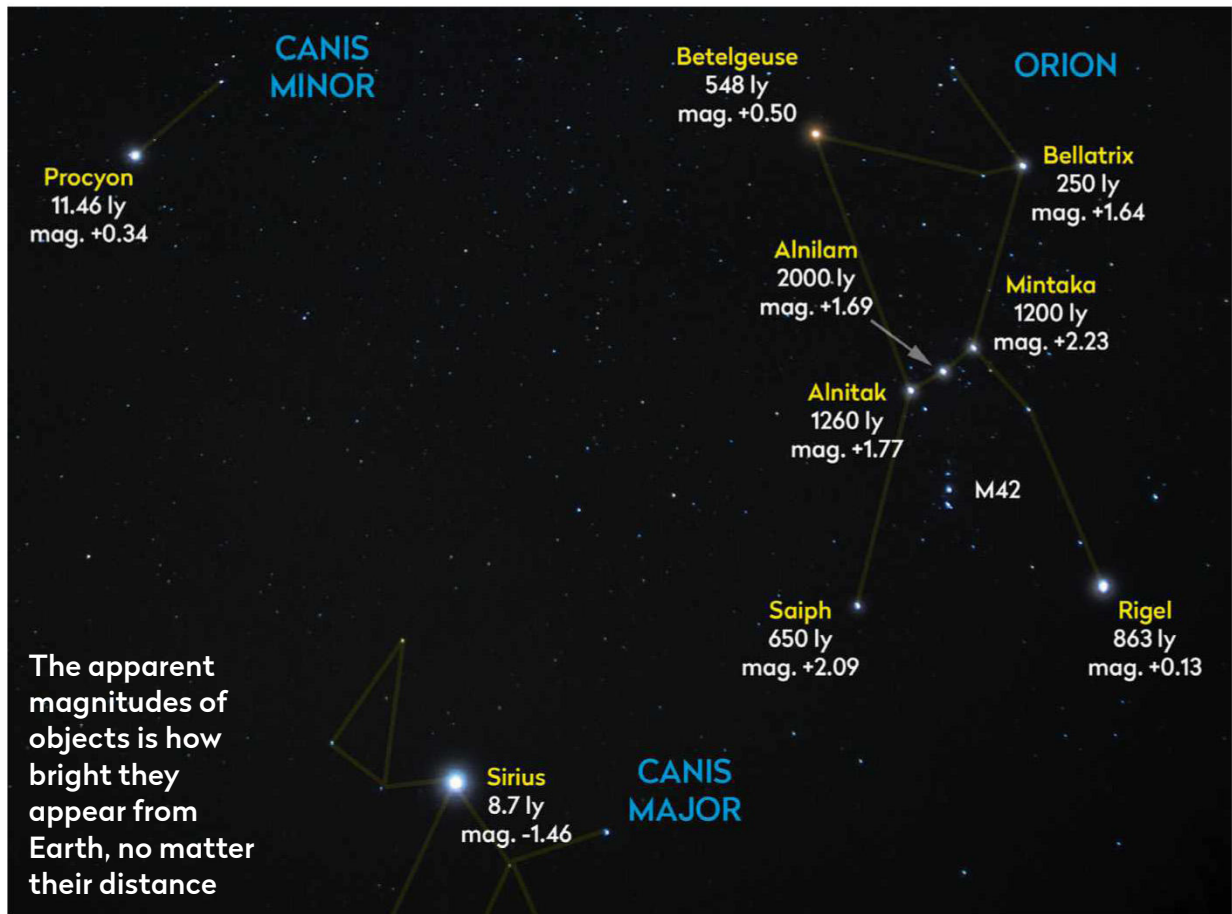 CANIS
MINOR
Procyon
11.46 ly
mag. +0.34
Betelgeuse
548 ly
mag. +0.50
ORION
Bellatrix
250 ly
mag. +1.64
Alnilam
2000 ly
mag. +1.69
Mintaka
1200 ly
mag. +2.23
Alnitak
1260 ly
mag. +1.77
M42
Saiph
650 ly
mag. +2.09
Rigel
863 ly
mag. +0.13
Sirius
8.7 ly
mag. -1.46
CANIS
MAJOR
The apparent
magnitudes of
objects is how
bright they
appear from
Earth, no matter
their distance